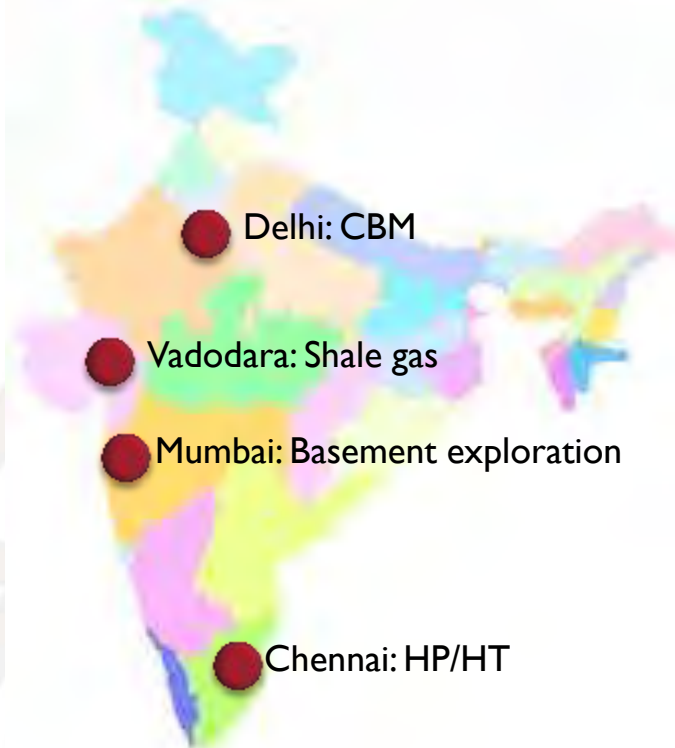 Delhi: CBM
Vadodara: Shale gas
Mumbai: Basement exploration
Chennai: HP/HT